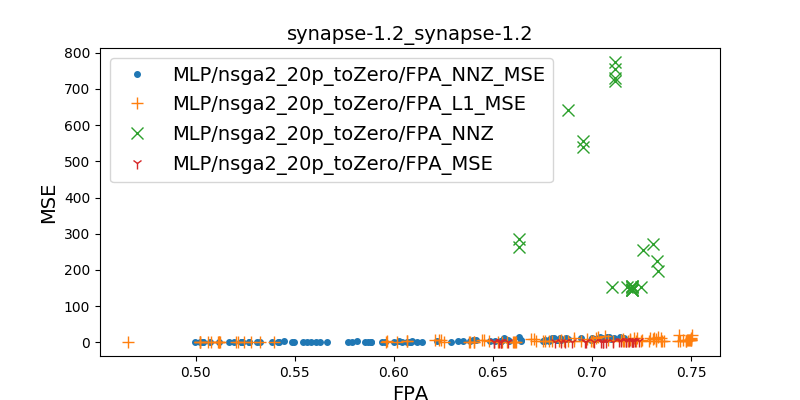 synapse-1.2_synapse-1.2
800
700
600
500
400
300
200
100
0
MSE
MLP/nsga2_20p_toZero/FPA_NNZ_MSE
MLP/nsga2_20p_toZero/FPA_L1_MSE
MLP/nsga2_20p_toZero/FPA_NNZ
MLP/nsga2_20p_toZero/FPA_MSE
0.50 0.55 0.60 0.65 0.70 0.75
FPA